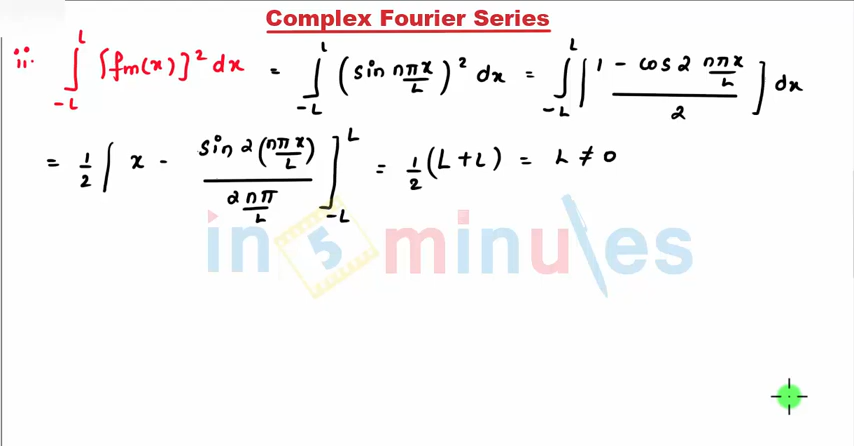 Complex Fourier Series
ii. ∫_{-L}^{L} [fm(x)]² dx = ∫_{-L}^{L} (sin nπx/L)² dx = ∫_{-L}^{L} [1 - cos 2 nπx/L / 2] dx
= 1/2 [x - sin 2(nπx/L) / 2nπ/L]_{-L}^{L} = 1/2 (L + L) = L ≠ 0
in 5 minutes